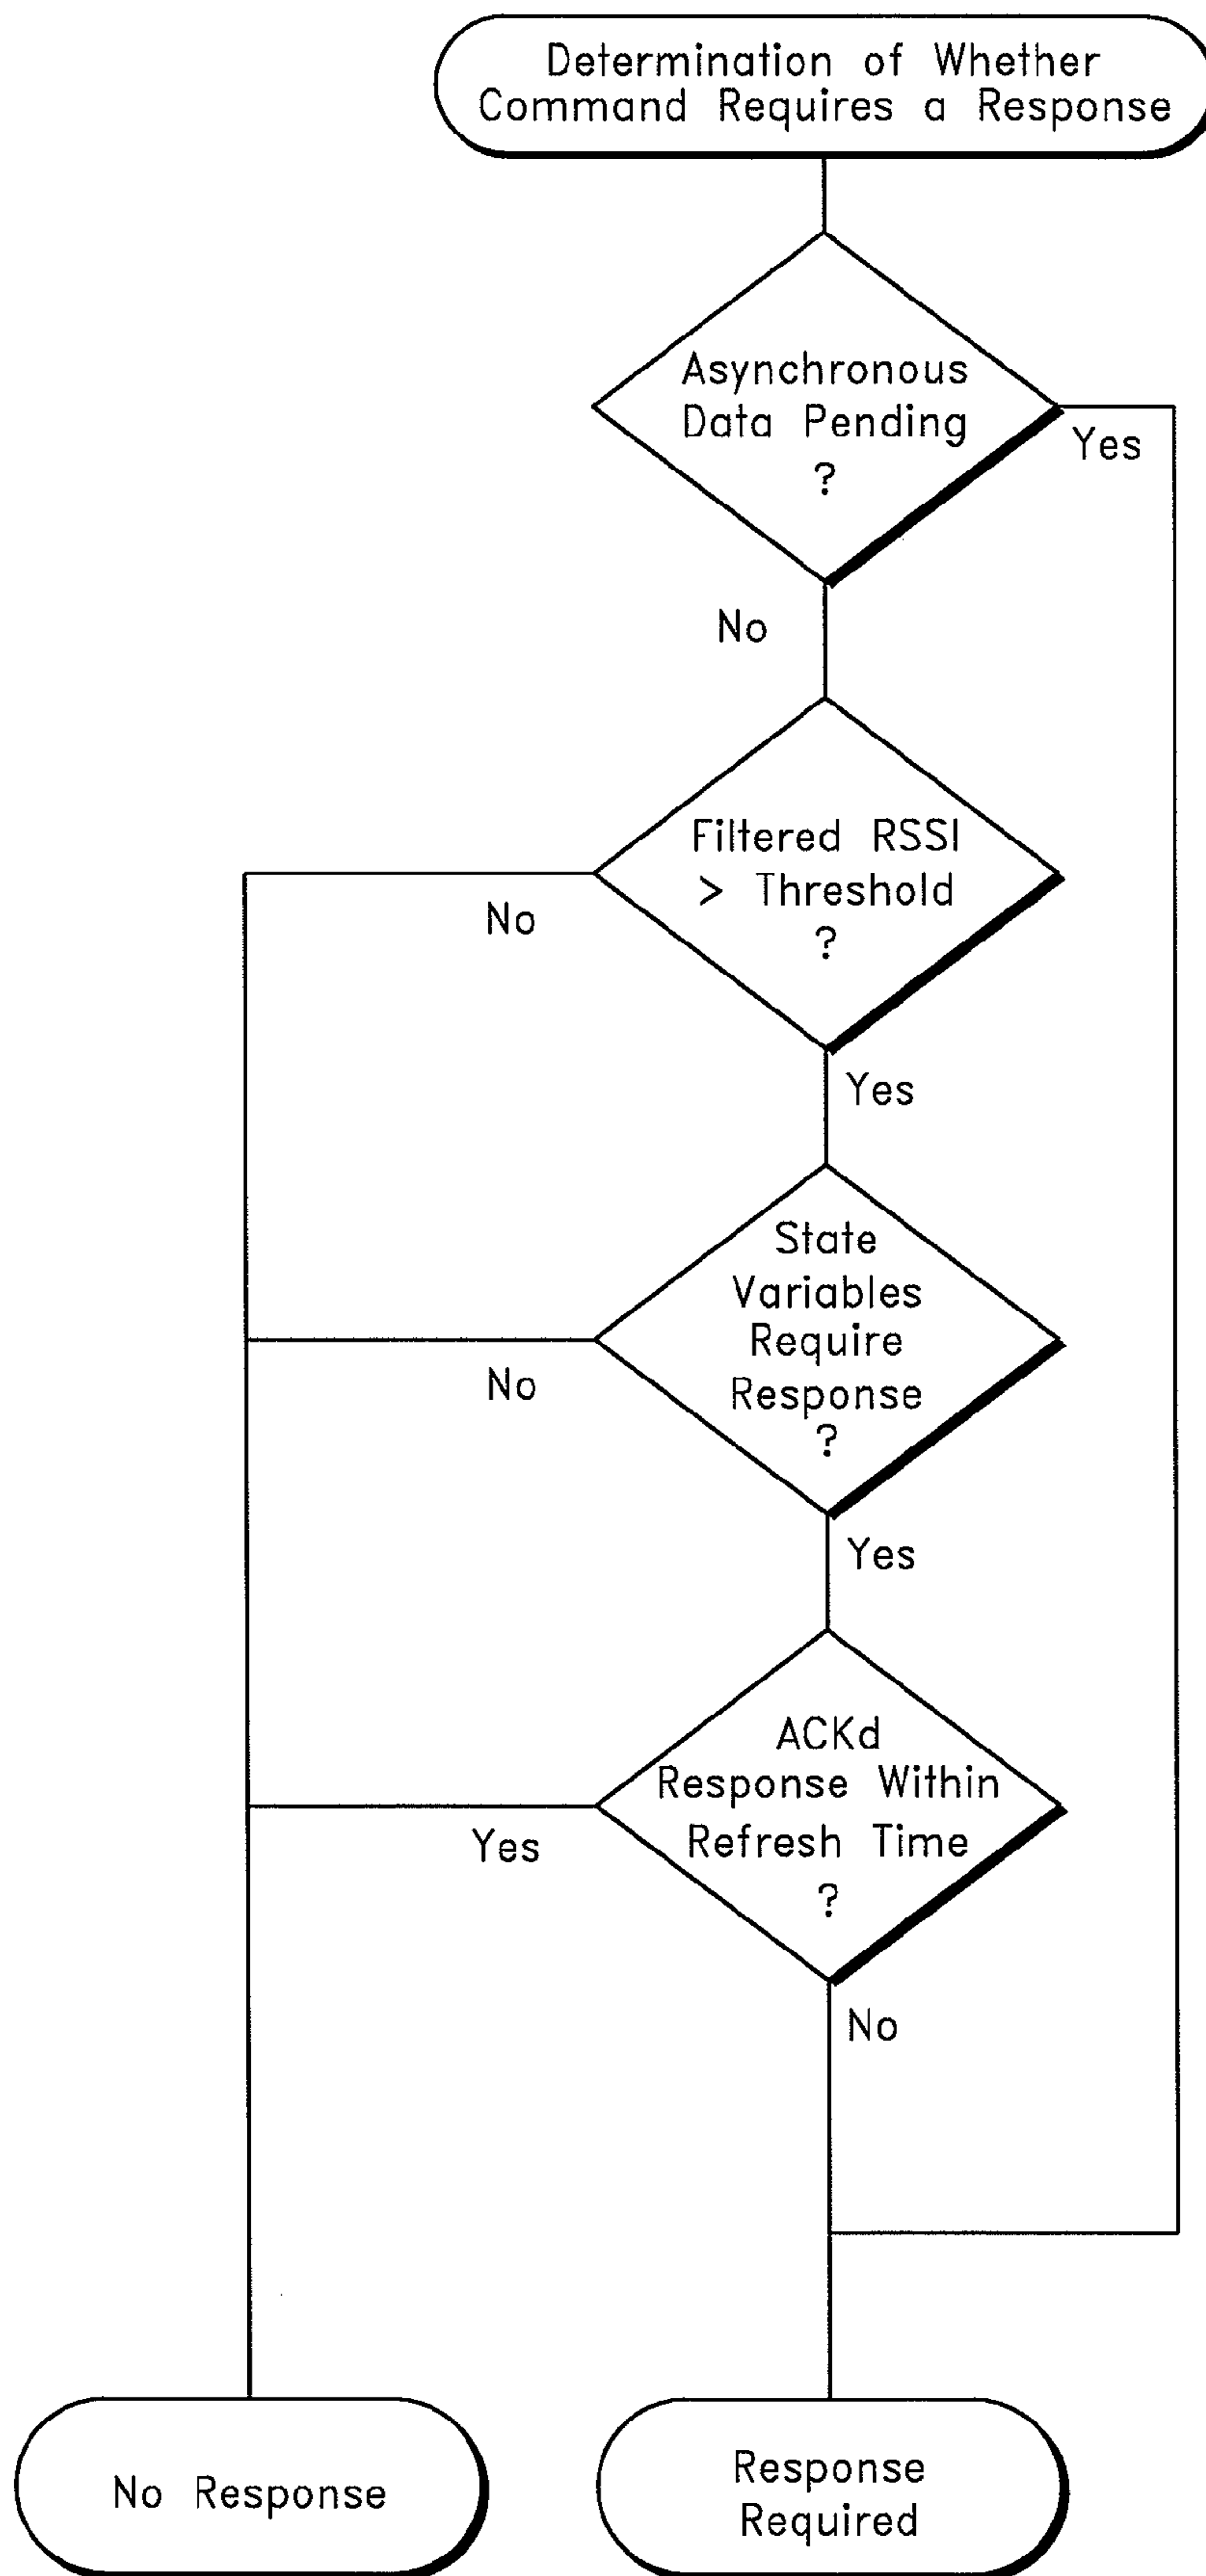 Determination of Whether
Command Requires a Response
Asynchronous
Data Pending
?
Yes
No
Filtered RSSI
> Threshold
?
No
Yes
State
Variables
Require
Response
?
No
Yes
ACKd
Response Within
Refresh Time
?
Yes
No
No Response
Response
Required